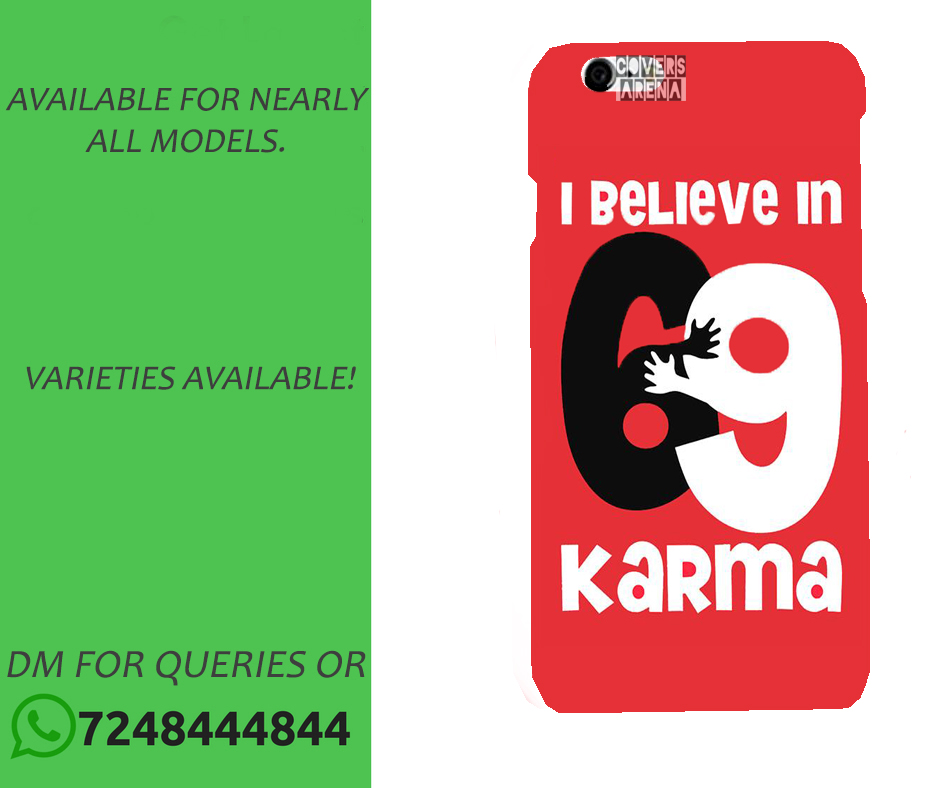 AVAILABLE FOR NEARLY
ALL MODELS.
VARIETIES AVAILABLE!
DM FOR QUERIES OR
7248444844
COVERS
ARENA
I BELIEVE IN
69
KARMA